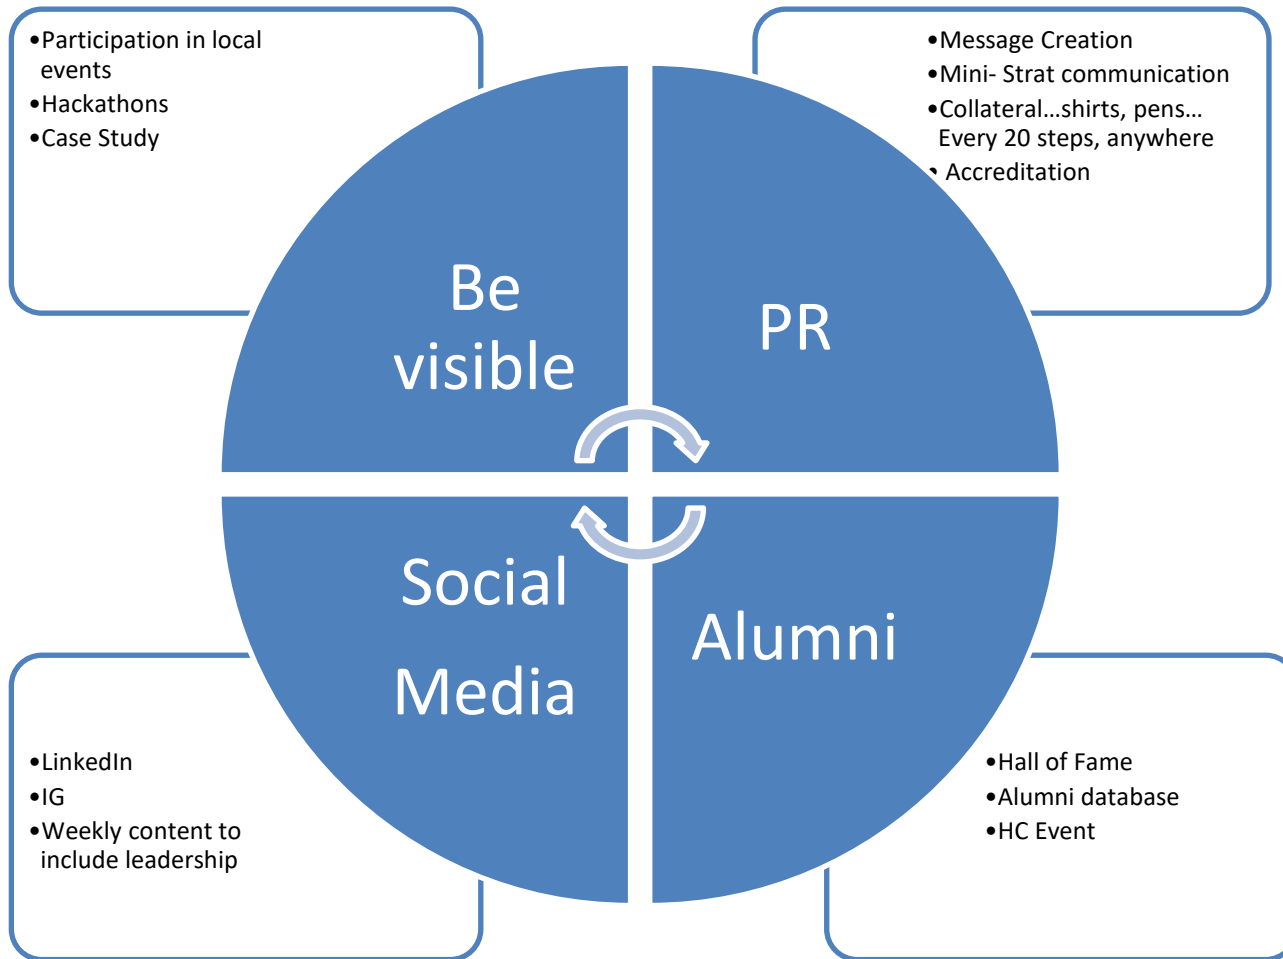 •Participation in local
events
•Hackathons
•Case Study
•Message Creation
•Mini- Strat communication
•Collateral...shirts, pens...
Every 20 steps, anywhere
• Accreditation
Be
visible
PR
Social
Media
Alumni
•LinkedIn
•IG
•Weekly content to
include leadership
•Hall of Fame
•Alumni database
•HC Event